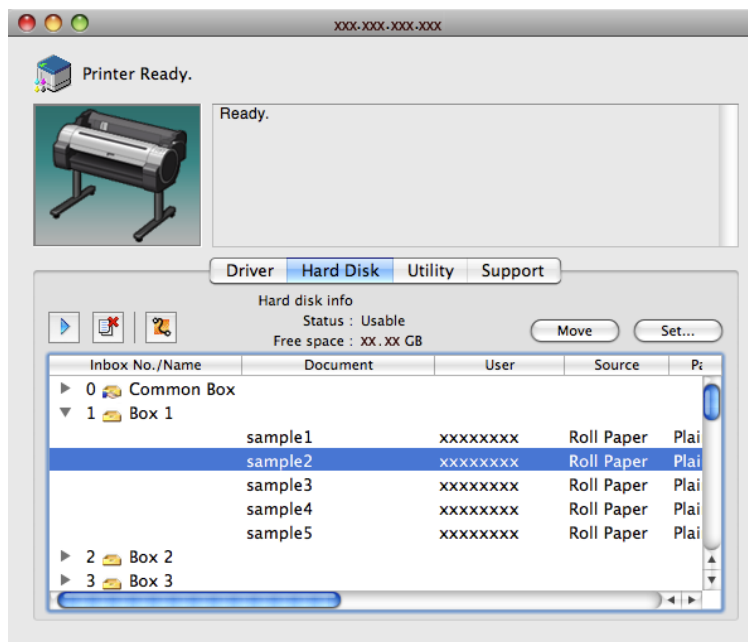 xxx.xxx.xxx.xxx
Printer Ready.
Ready.
Driver Hard Disk Utility Support
Hard disk info
Status : Usable
Free space : XX.XX GB
Move Set...
Inbox No./Name Document User Source Pa
0 Common Box
1 Box 1
sample1 xxxxxxxx Roll Paper Plai
sample2 xxxxxxxx Roll Paper Plai
sample3 xxxxxxxx Roll Paper Plai
sample4 xxxxxxxx Roll Paper Plai
sample5 xxxxxxxx Roll Paper Plai
2 Box 2
3 Box 3